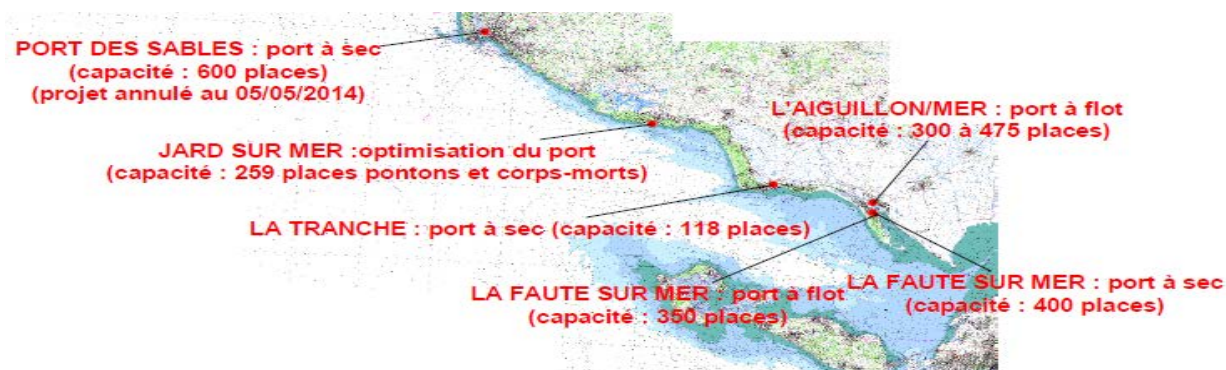 PORT DES SABLES : port à sec
(capacité : 600 places)
(projet annulé au 05/05/2014)
L'AIGUILLON/MER : port à flot
(capacité : 300 à 475 places)
JARD SUR MER :optimisation du port
(capacité : 259 places pontons et corps-morts)
LA TRANCHE : port à sec (capacité : 118 places)
LA FAUTE SUR MER : port à flot
(capacité : 350 places)
LA FAUTE SUR MER : port à sec
(capacité : 400 places)